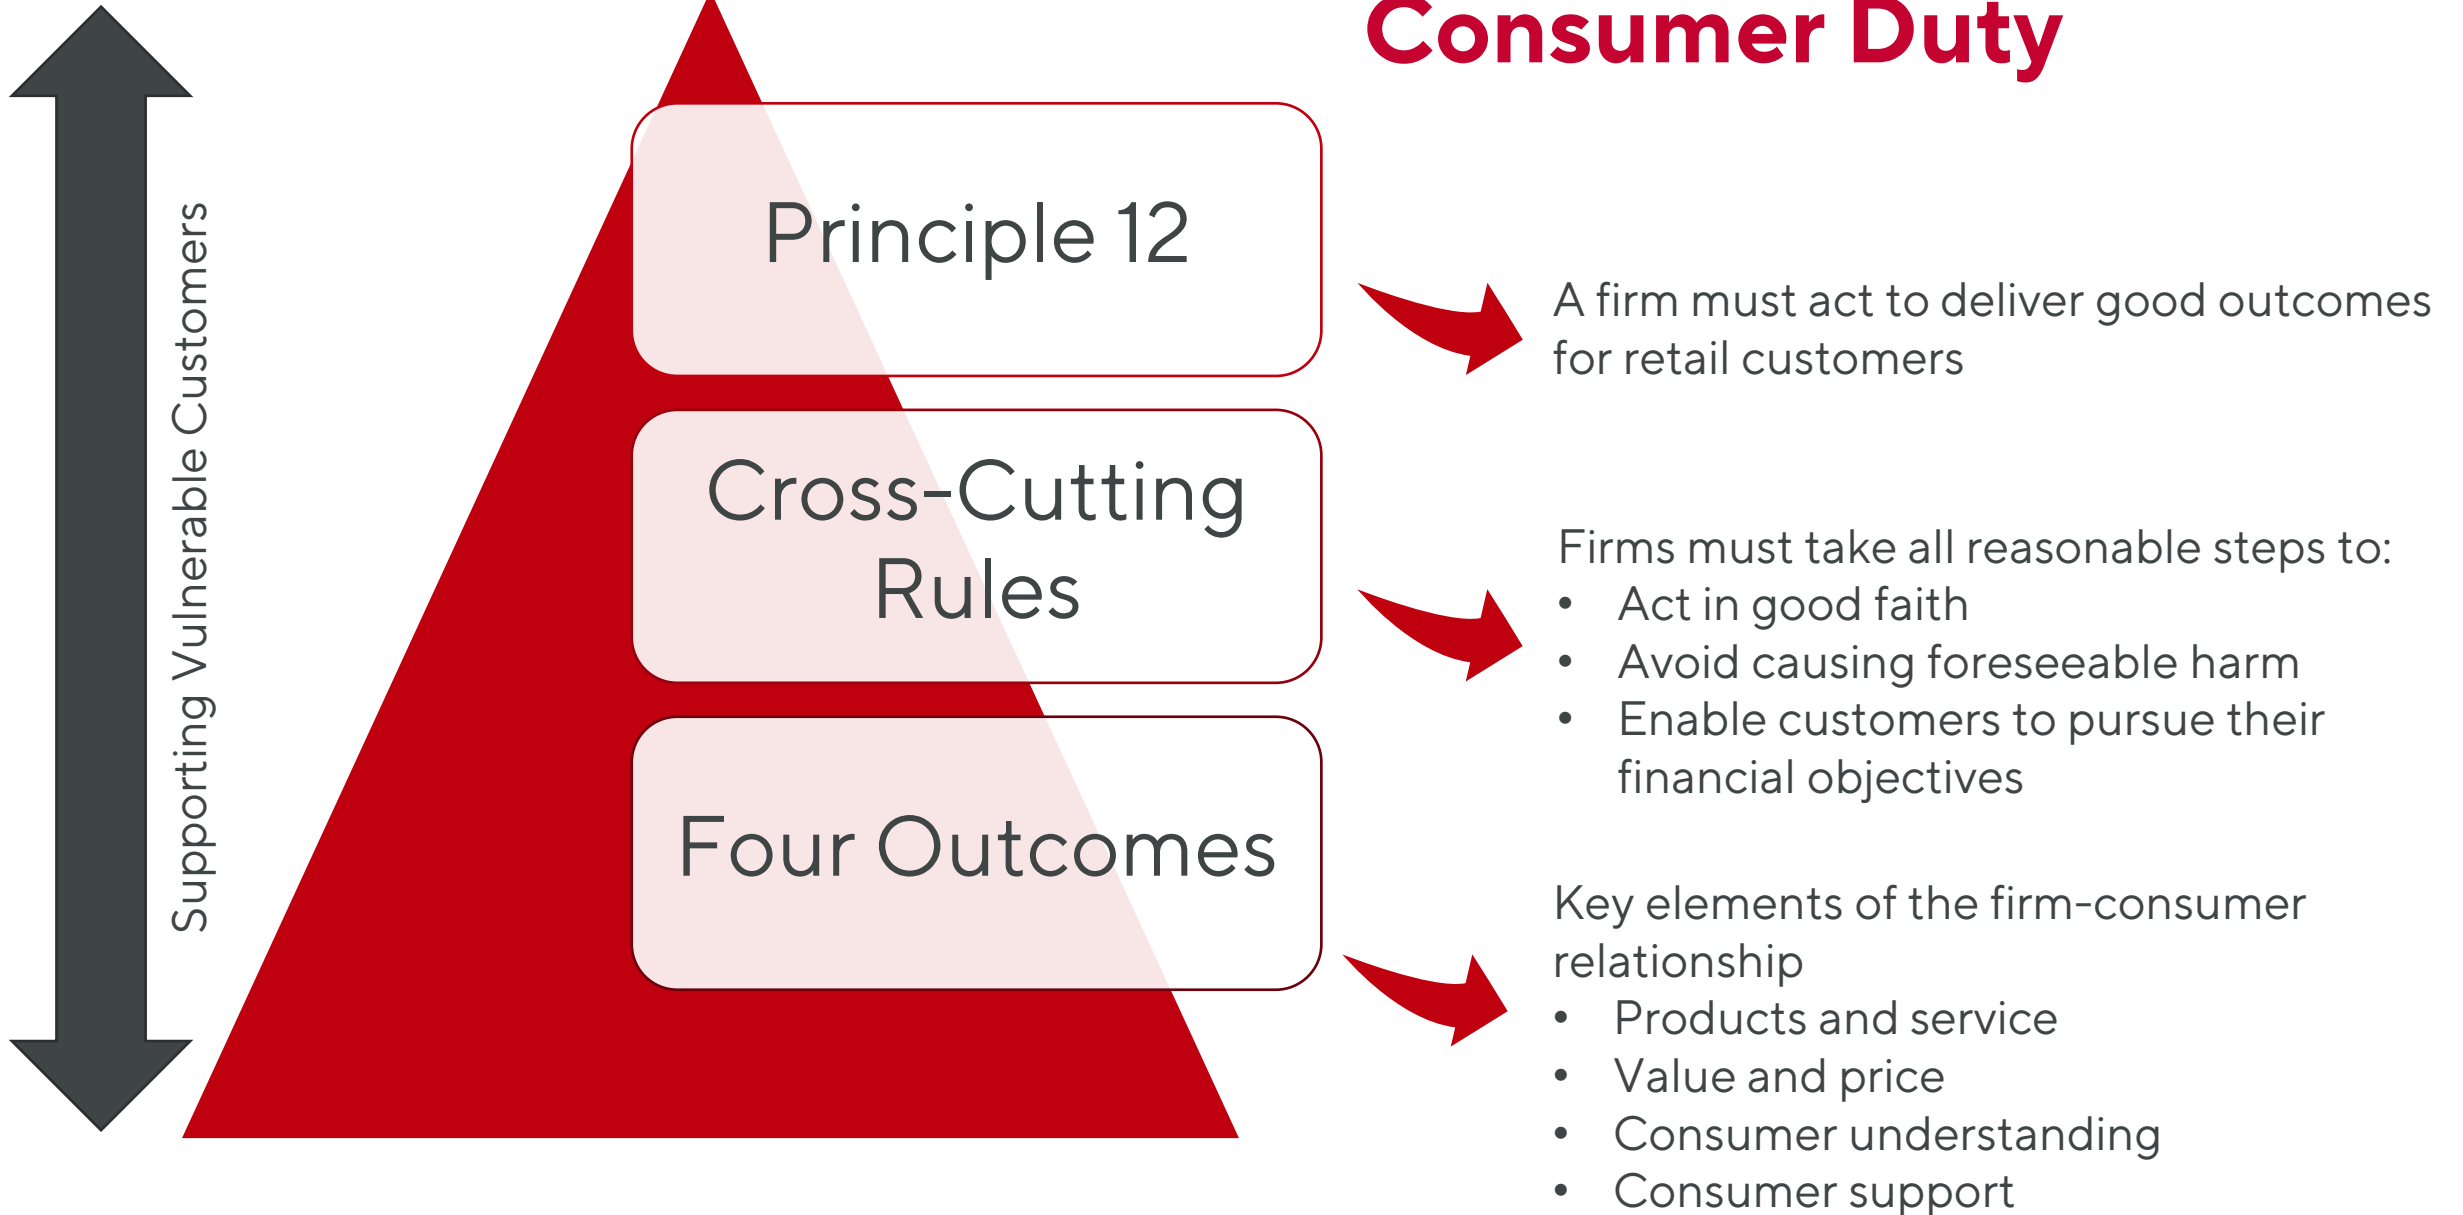 Consumer Duty
Supporting Vulnerable Customers
Principle 12
A firm must act to deliver good outcomes
for retail customers
Cross-Cutting
Rules
Firms must take all reasonable steps to:
• Act in good faith
• Avoid causing foreseeable harm
• Enable customers to pursue their
financial objectives
Four Outcomes
Key elements of the firm-consumer
relationship
• Products and service
• Value and price
• Consumer understanding
• Consumer support